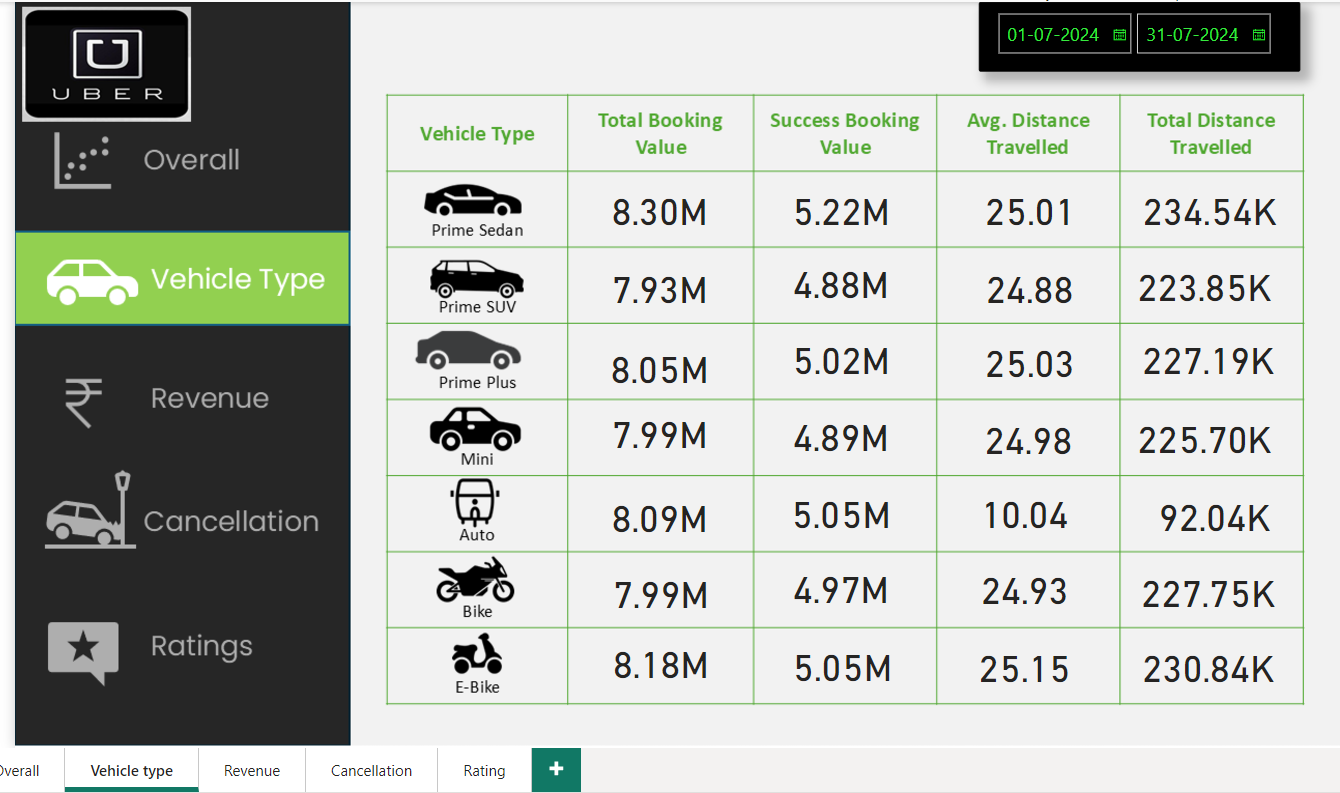 01-07-2024 31-07-2024
UBER
Overall
Vehicle Type
Revenue
Cancellation
Ratings
Vehicle Type Total Booking Value Success Booking Value Avg. Distance Travelled Total Distance Travelled
Prime Sedan 8.30M 5.22M 25.01 234.54K
Prime SUV 7.93M 4.88M 24.88 223.85K
Prime Plus 8.05M 5.02M 25.03 227.19K
Mini 7.99M 4.89M 24.98 225.70K
Auto 8.09M 5.05M 10.04 92.04K
Bike 7.99M 4.97M 24.93 227.75K
E-Bike 8.18M 5.05M 25.15 230.84K
Overall Vehicle type Revenue Cancellation Rating +